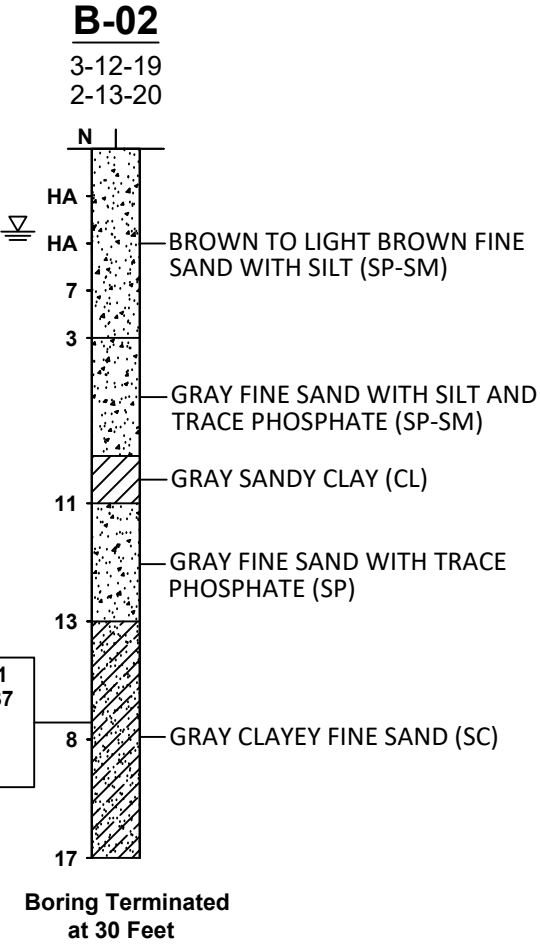 B-02
3-12-19
2-13-20
N
HA
HA
BROWN TO LIGHT BROWN FINE
SAND WITH SILT (SP-SM)
7
3
GRAY FINE SAND WITH SILT AND
TRACE PHOSPHATE (SP-SM)
GRAY SANDY CLAY (CL)
11
GRAY FINE SAND WITH TRACE
PHOSPHATE (SP)
13
8
GRAY CLAYEY FINE SAND (SC)
17
Boring Terminated
at 30 Feet